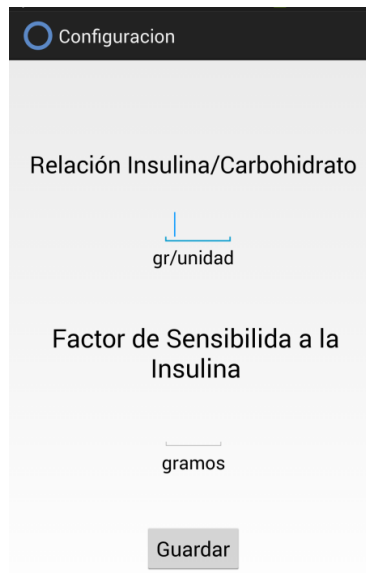 Configuracion
Relación Insulina/Carbohidrato
gr/unidad
Factor de Sensibilida a la
Insulina
gramos
Guardar